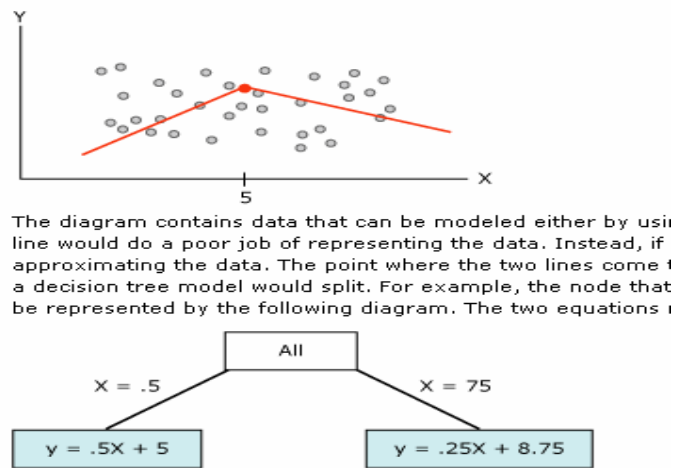 Y
X
5
The diagram contains data that can be modeled either by
line would do a poor job of representing the data. Instead, if
approximating the data. The point where the two lines come
a decision tree model would split. For example, the node that
be represented by the following diagram. The two equations
All
X = .5
X = 75
y = .5X + 5
y = .25X + 8.75